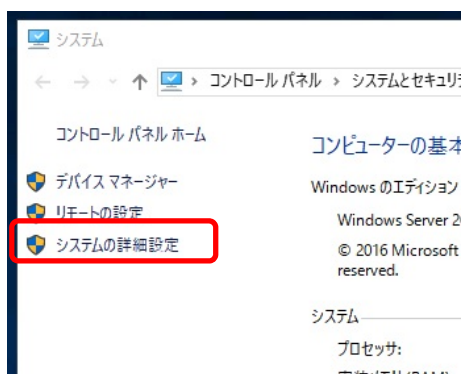 システム
コントロール パネル › システムとセキュリ
コントロール パネル ホーム
コンピューターの基本
デバイス マネージャー
Windows のエディション
リモートの設定
Windows Server
システムの詳細設定
© 2016 Microsoft
reserved.
システム
プロセッサ: